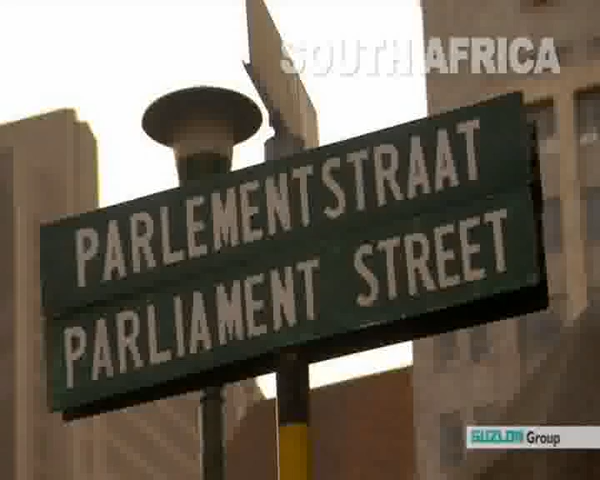 SOUTH AFRICA
PARLEMENTSTRAAT
PARLIAMENT STREET
SUZLON Group